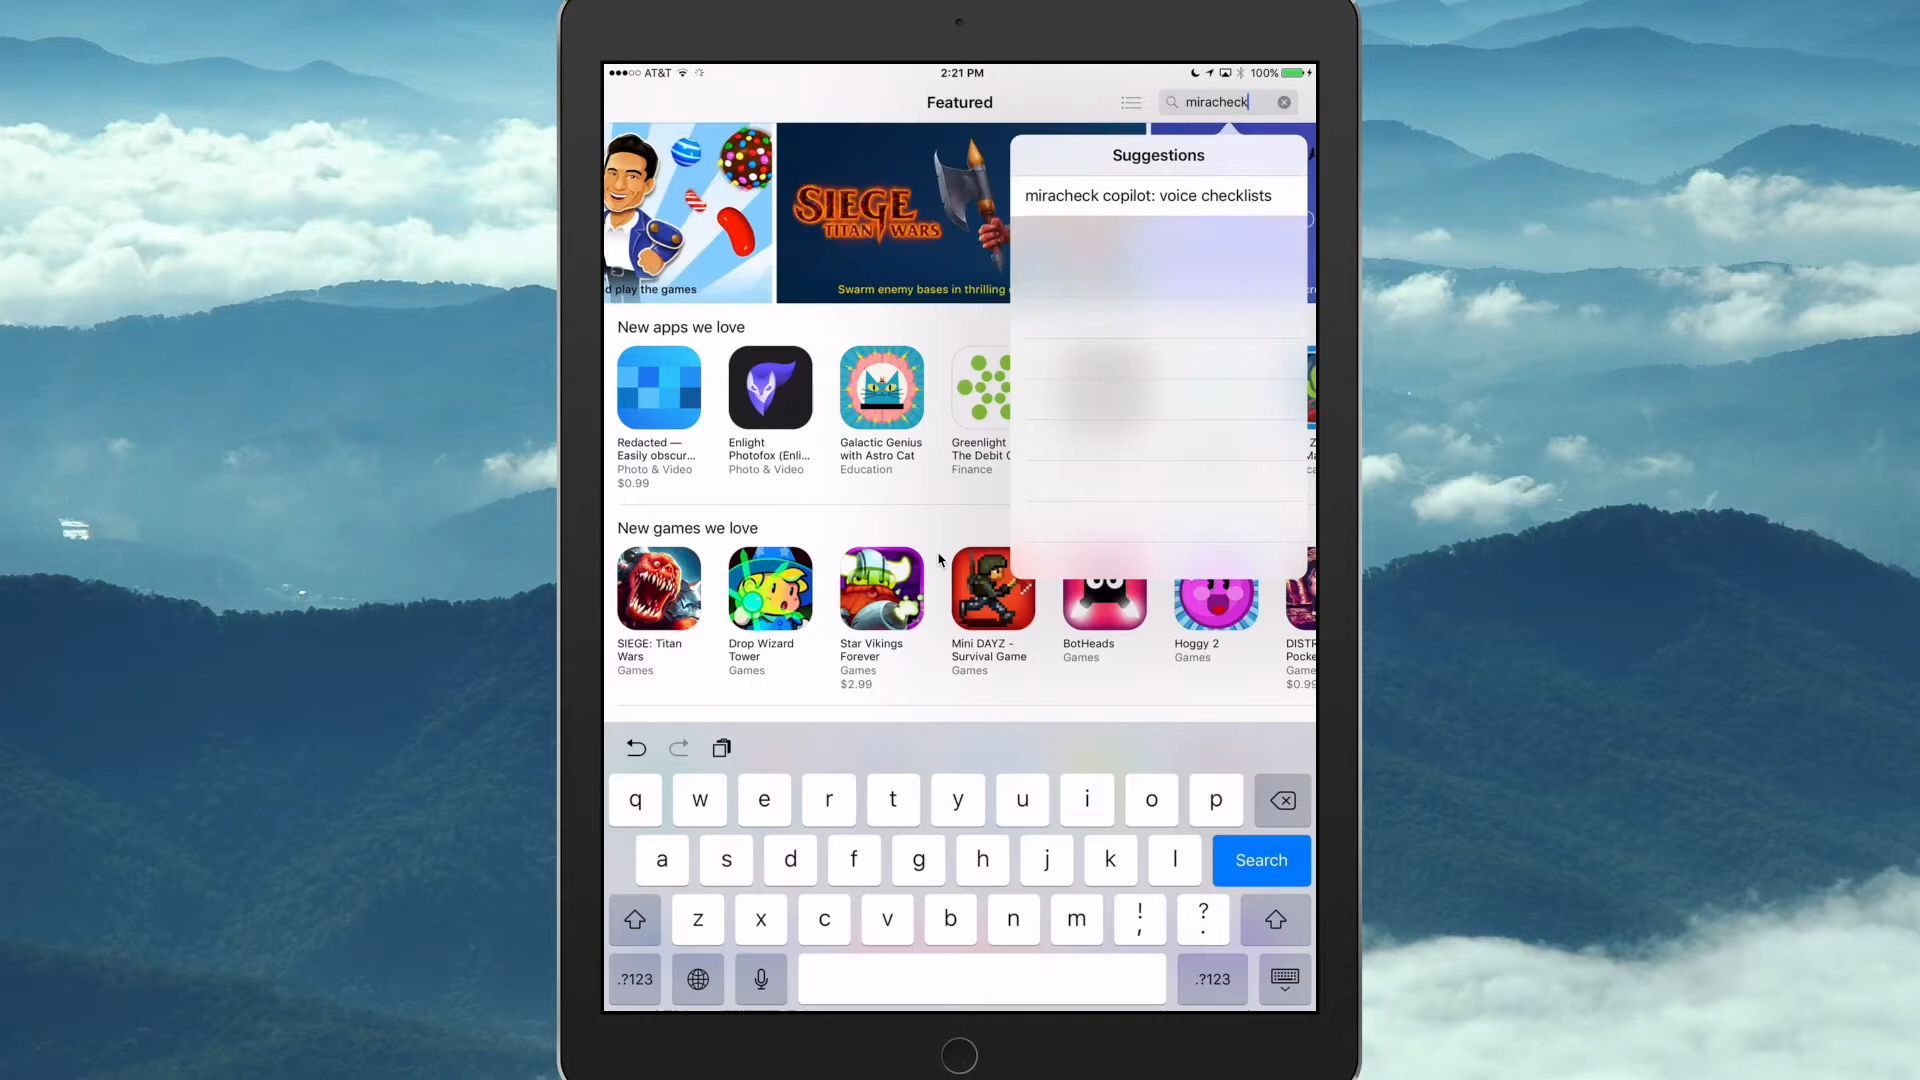 AT&T
2:21 PM
100%
Featured
miracheck
Suggestions
miracheck copilot: voice checklists
SIEGE
TITAN WARS
d play the games
Swarm enemy bases in thrilling
New apps we love
Redacted —
Easily obscur...
Photo & Video
$0.99
Enlight
Photofox (Enli...
Photo & Video
Galactic Genius
with Astro Cat
Education
Greenlight
The Debit C
Finance
New games we love
SIEGE: Titan
Wars
Games
Drop Wizard
Tower
Games
Star Vikings
Forever
Games
$2.99
Mini DAYZ -
Survival Game
Games
BotHeads
Games
Hoggy 2
Games
DISTR
Pocke
Game
$0.99
q w e r t y u i o p
a s d f g h j k l Search
z x c v b n m ! , ? .
.?123 .?123